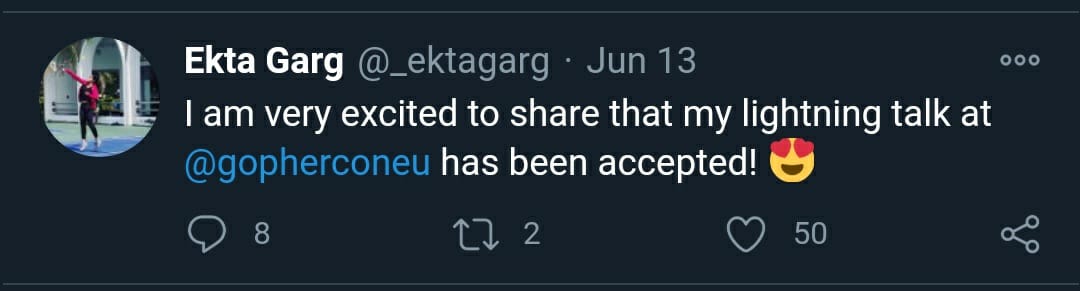 Ekta Garg @_ektagarg · Jun 13
I am very excited to share that my lightning talk at
@gopherconeu has been accepted! 😍
8 2 50